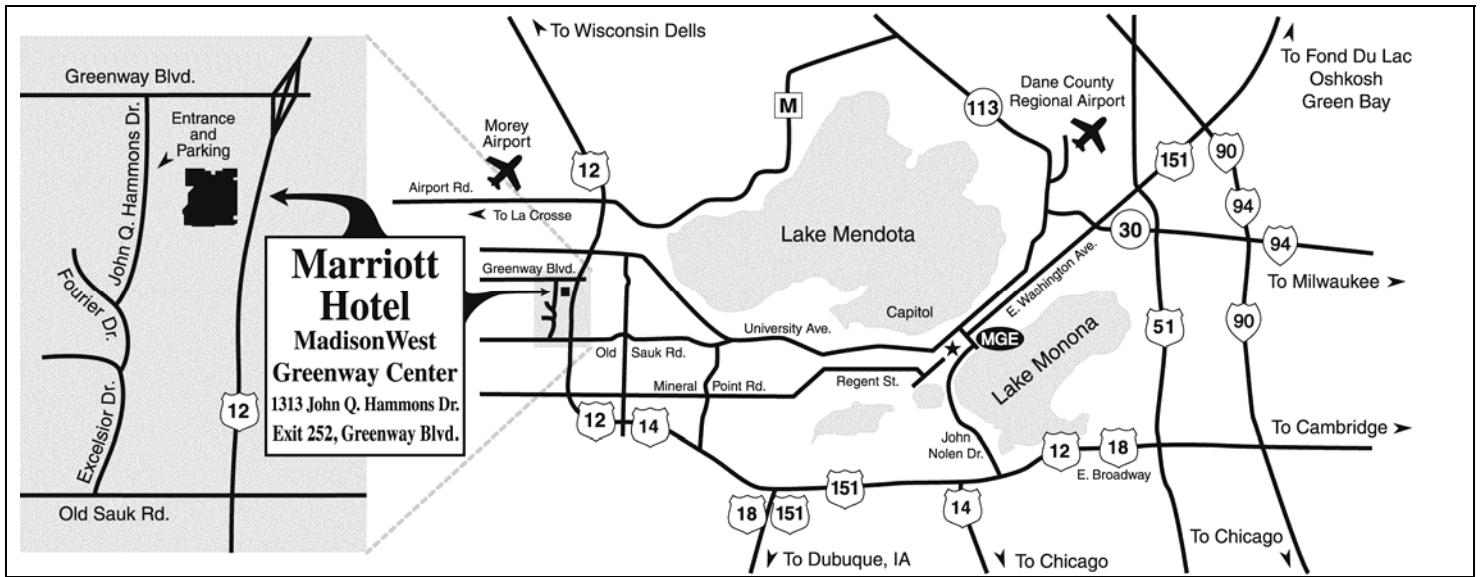 Greenway Blvd.
John Q. Hammons Dr.
Entrance
and
Parking
Fourier Dr.
Excelsior Dr.
12
Old Sauk Rd.
Marriott
Hotel
MadisonWest
Greenway Center
1313 John Q. Hammons Dr.
Exit 252, Greenway Blvd.
To Wisconsin Dells
Morey
Airport
12
Airport Rd.
To La Crosse
Greenway Blvd.
M
113
Dane County
Regional Airport
To Fond Du Lac
Oshkosh
Green Bay
151
90
94
30
94
To Milwaukee
Lake Mendota
E. Washington Ave.
Capitol
University Ave.
MGE
Lake Monona
51
90
Old Sauk Rd.
Mineral Point Rd.
Regent St.
12
14
John
Nolen Dr.
12
18
E. Broadway
To Cambridge
151
18
151
14
To Dubuque, IA
To Chicago
To Chicago